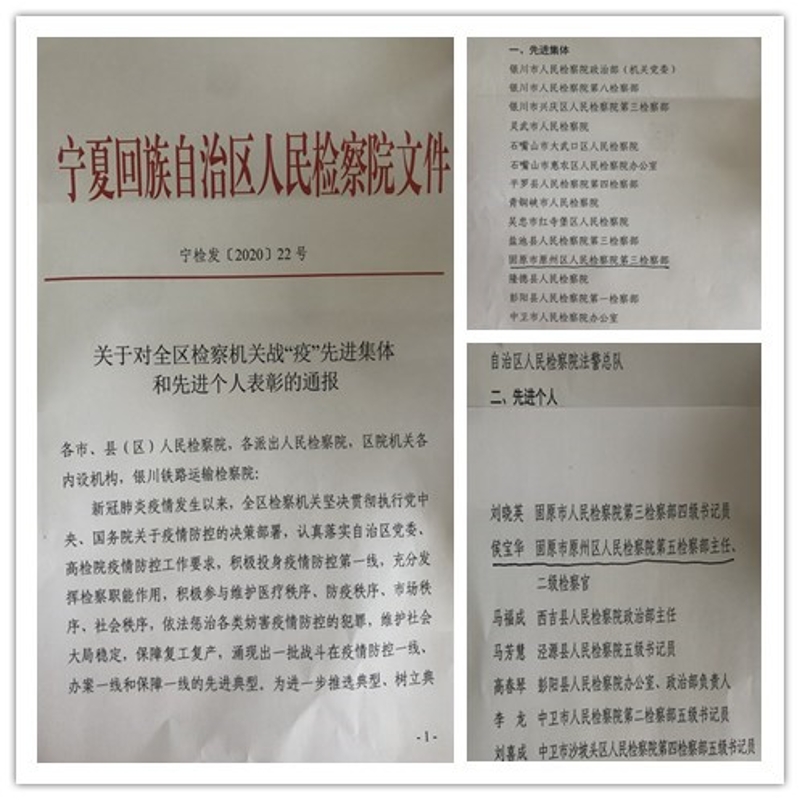 宁夏回族自治区人民检察院文件
宁检发〔2020〕22号
关于对全区检察机关战“疫”先进集体
和先进个人表彰的通报
各市、县（区）人民检察院，各派出人民检察院，区院机关各
内设机构，银川铁路运输检察院：
新冠肺炎疫情发生以来，全区检察机关坚决贯彻执行党中
央、国务院关于疫情防控的决策部署，认真落实自治区党委、
高检院疫情防控工作要求，积极投身疫情防控第一线，充分发
挥检察职能作用，积极参与维护医疗秩序、防疫秩序、市场秩
序、社会秩序，依法惩治各类妨害疫情防控的犯罪，维护社会
大局稳定，保障复工复产，涌现出一批战斗在疫情防控一线、
办案一线和保障一线的先进典型。为进一步推选典型、树立典
-1-
一、先进集体
银川市人民检察院政治部（机关党委）
银川市人民检察院第八检察部
银川市兴庆区人民检察院第三检察部
灵武市人民检察院
石嘴山市大武口区人民检察院
石嘴山市惠农区人民检察院办公室
平罗县人民检察院第四检察部
青铜峡市人民检察院
吴忠市红寺堡区人民检察院
盐池县人民检察院第三检察部
固原市原州区人民检察院第三检察部
隆德县人民检察院
彭阳县人民检察院第一检察部
中卫市人民检察院办公室
自治区人民检察院法警总队
二、先进个人
刘晓英 固原市人民检察院第三检察部四级书记员
侯宝华 固原市原州区人民检察院第五检察部主任、
二级检察官
马福成 西吉县人民检察院政治部主任
马芳慧 泾源县人民检察院五级书记员
高春琴 彭阳县人民检察院办公室、政治部负责人
李 龙 中卫市人民检察院第二检察部五级书记员
刘喜成 中卫市沙坡头区人民检察院第四检察部五级书记员